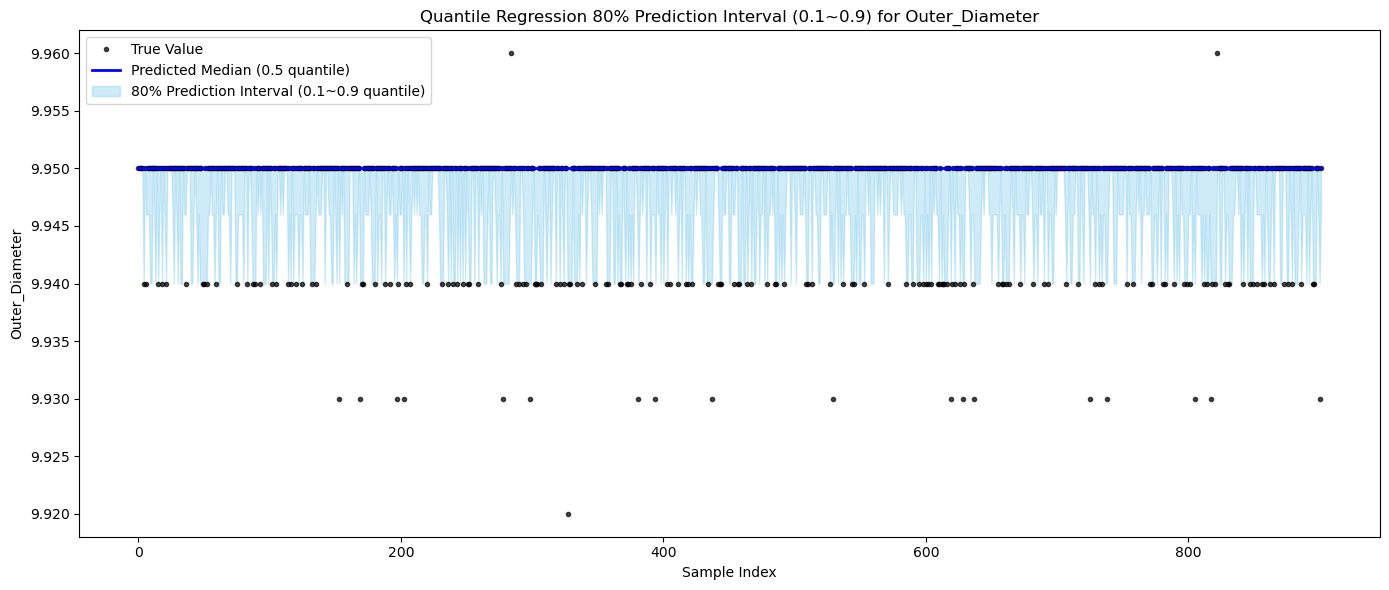 Quantile Regression 80% Prediction Interval (0.1~0.9) for Outer_Diameter
True Value
Predicted Median (0.5 quantile)
80% Prediction Interval (0.1~0.9 quantile)
Outer_Diameter
9.960
9.955
9.950
9.945
9.940
9.935
9.930
9.925
9.920
0 200 400 600 800
Sample Index